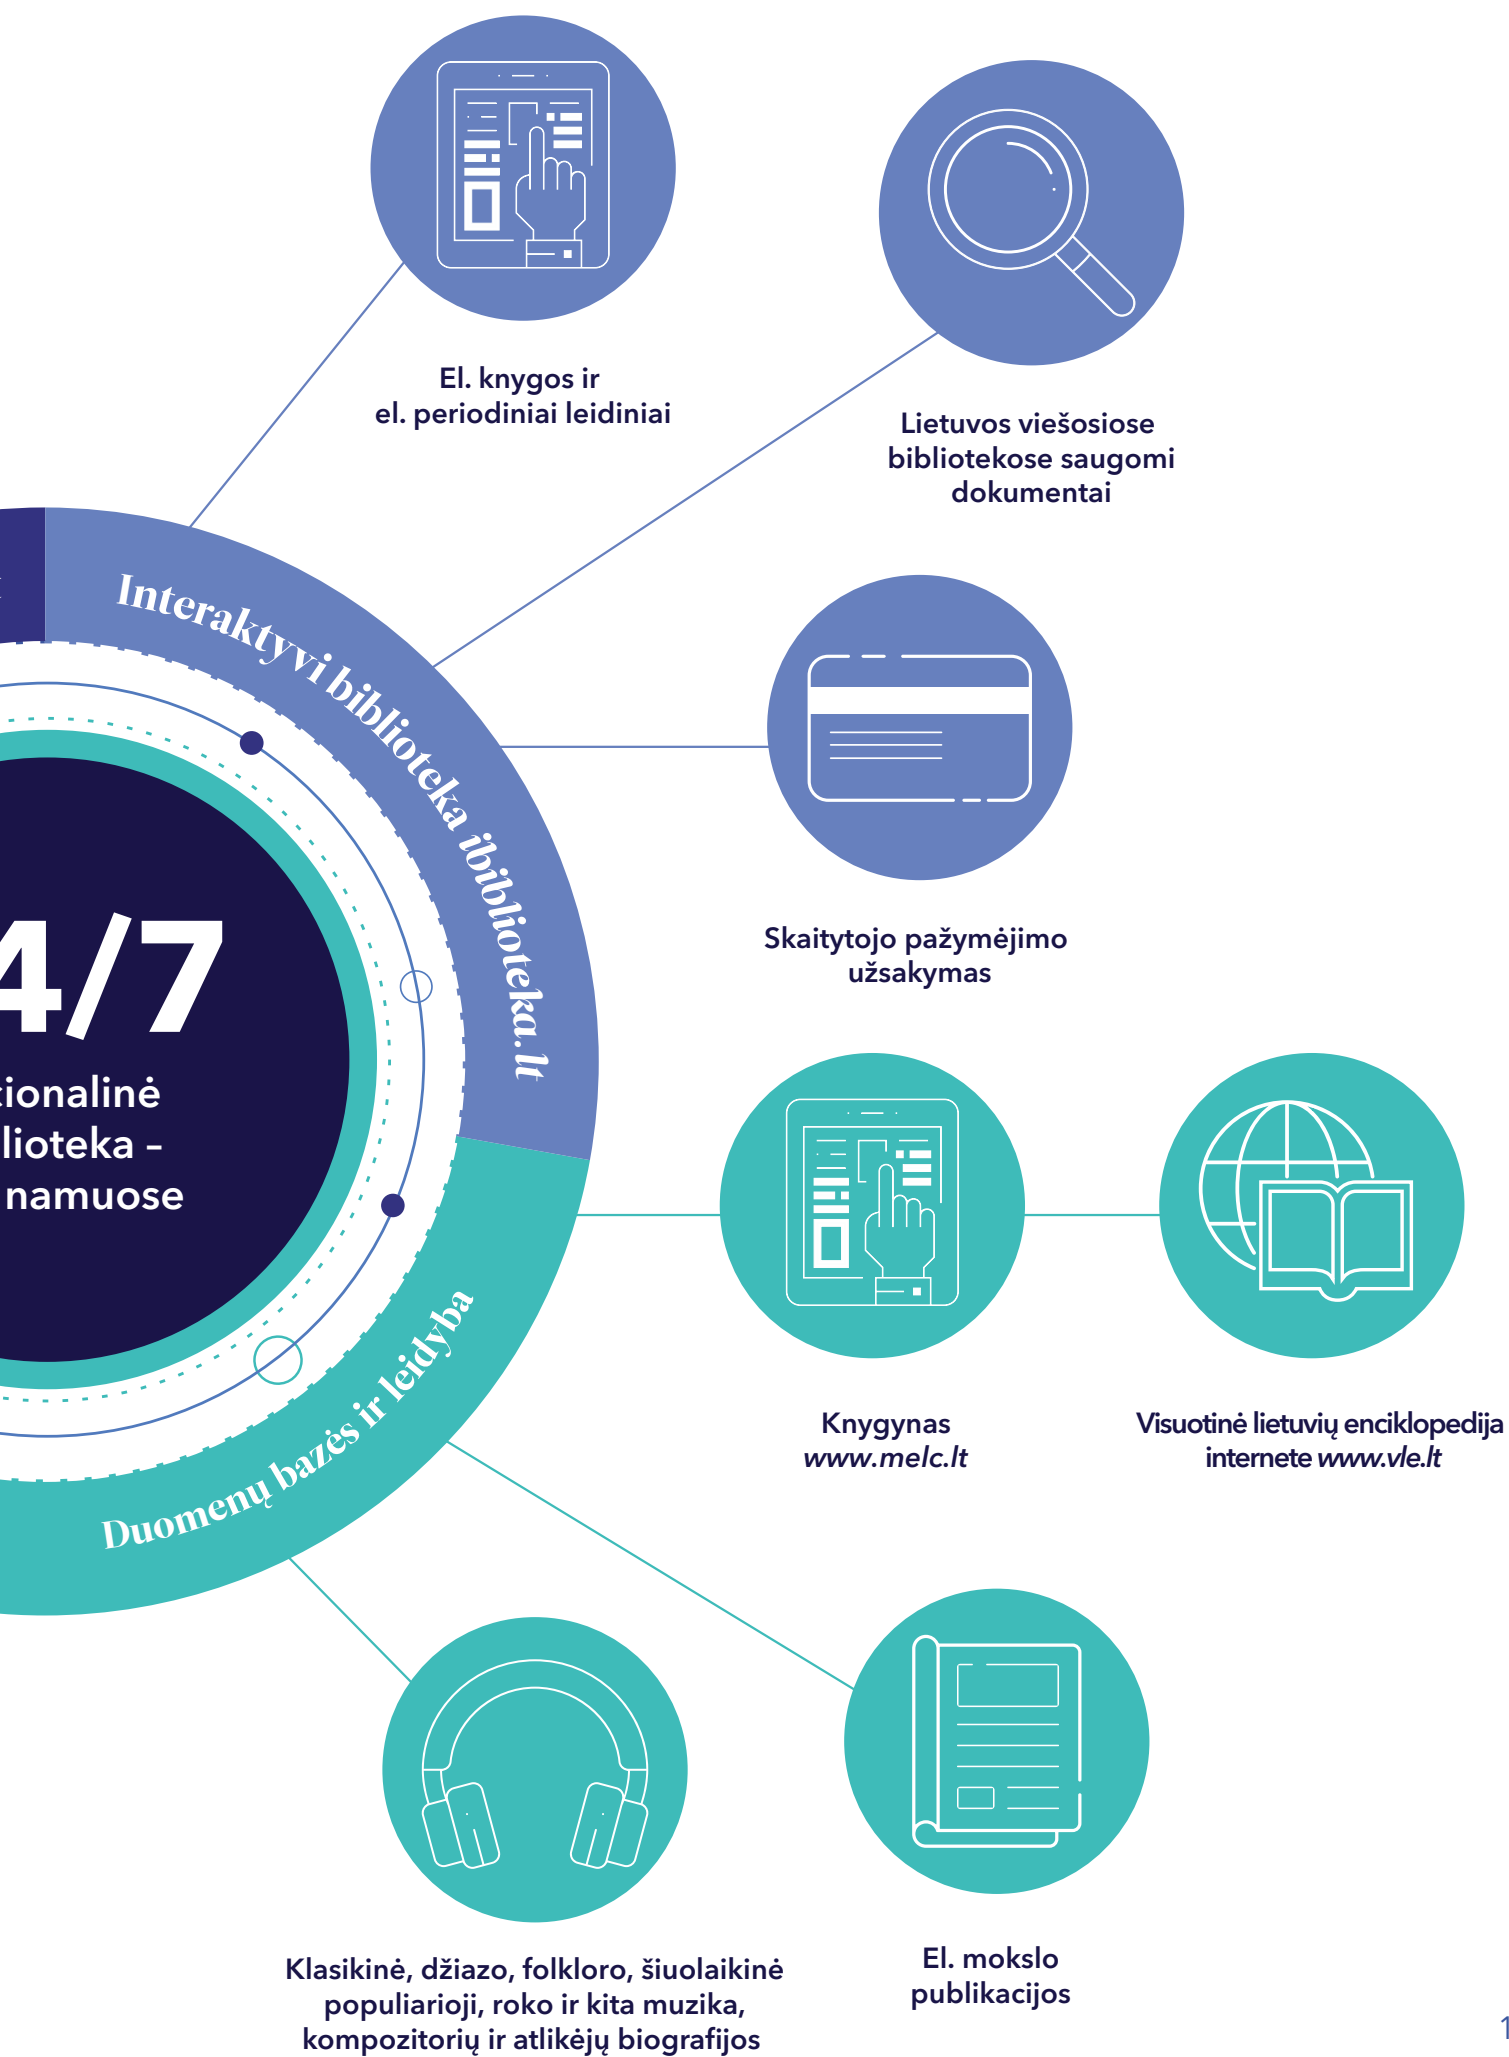 El. knygos ir
el. periodiniai leidiniai
Lietuvos viešosiose
bibliotekose saugomi
dokumentai
Interaktyvi biblioteka ibiblioteka.lt
Skaitytojo pažymėjimo
užsakymas
4/7
cionalinė
lioteka –
namuose
Knygynas
www.melc.lt
Visuotinė lietuvių enciklopedija
internete www.vle.lt
Duomenų bazės ir leidyba
Klasikinė, džiazo, folkloro, šiuolaikinė
populiarioji, roko ir kita muzika,
kompozitorių ir atlikėjų biografijos
El. mokslo
publikacijos
1